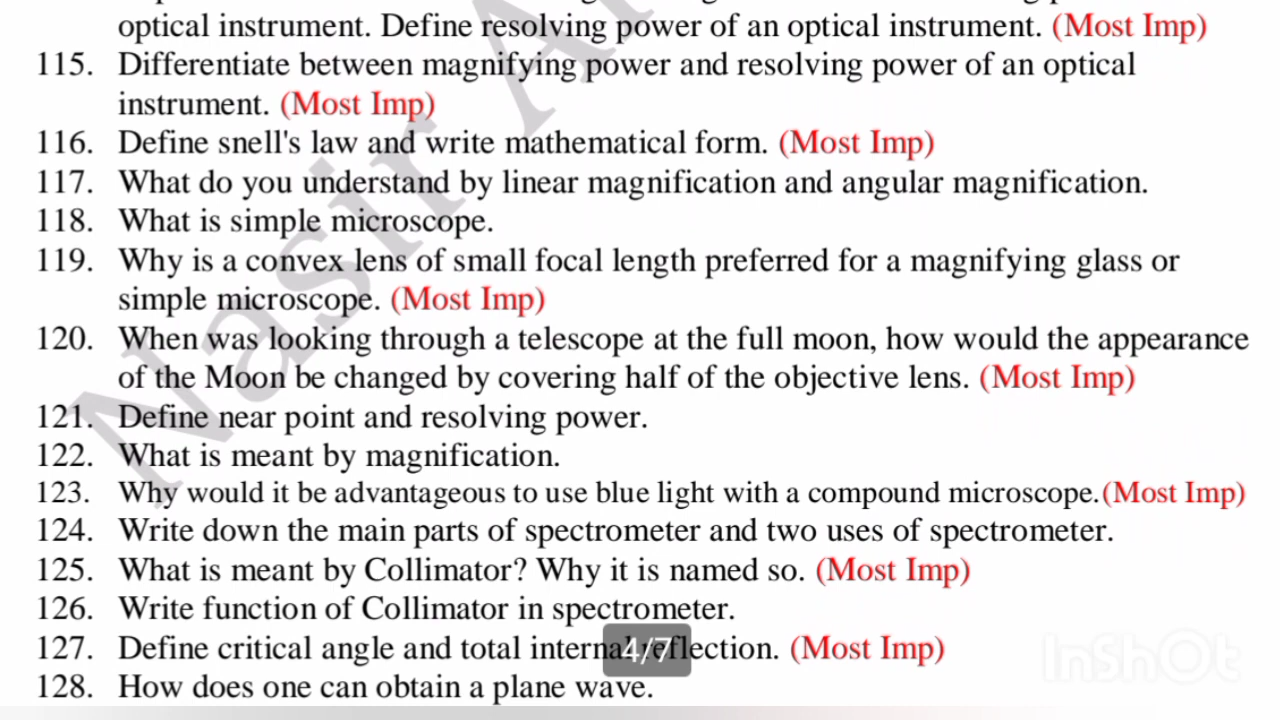 optical instrument. Define resolving power of an optical instrument. (Most Imp)
115. Differentiate between magnifying power and resolving power of an optical
instrument. (Most Imp)
116. Define snell's law and write mathematical form. (Most Imp)
117. What do you understand by linear magnification and angular magnification.
118. What is simple microscope.
119. Why is a convex lens of small focal length preferred for a magnifying glass or
simple microscope. (Most Imp)
120. When was looking through a telescope at the full moon, how would the appearance
of the Moon be changed by covering half of the objective lens. (Most Imp)
121. Define near point and resolving power.
122. What is meant by magnification.
123. Why would it be advantageous to use blue light with a compound microscope.(Most Imp)
124. Write down the main parts of spectrometer and two uses of spectrometer.
125. What is meant by Collimator? Why it is named so. (Most Imp)
126. Write function of Collimator in spectrometer.
127. Define critical angle and total internal reflection. (Most Imp)
4/7
128. How does one can obtain a plane wave.
Nasir A
InShOt